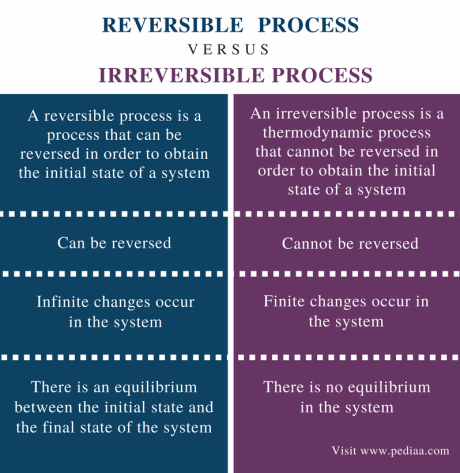 REVERSIBLE PROCESS
VERSUS
IRREVERSIBLE PROCESS
A reversible process is a
process that can be
reversed in order to obtain
the initial state of a system
An irreversible process is a
thermodynamic process
that cannot be reversed in
order to obtain the initial
state of a system
Can be reversed
Cannot be reversed
Infinite changes occur
in the system
Finite changes occur in
the system
There is an equilibrium
between the initial state and
the final state of the system
There is no equilibrium
in the system
Visit www.pediaa.com